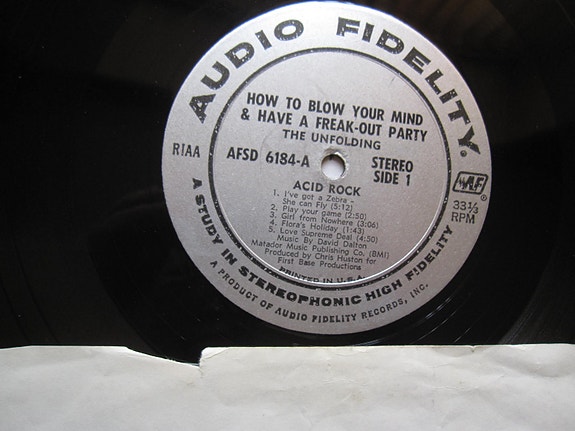 AUDIO FIDELITY®
HOW TO BLOW YOUR MIND
& HAVE A FREAK-OUT PARTY
THE UNFOLDING
RIAA
AFSD 6184-A
STEREO
SIDE 1
AF®
33⅓
RPM
ACID ROCK
1. I've got a Zebra -
She can Fly (5:12)
2. Play your game (2:50)
3. Girl from Nowhere (3:06)
4. Flora's Holiday (1:43)
5. Love Supreme Deal (4:50)
Music By David Dalton
Matador Music Publishing Co. (BMI)
Produced by Chris Huston for
First Base Productions
PRINTED IN U.S.A.
A STUDY IN STEREOPHONIC HIGH FIDELITY
A PRODUCT OF AUDIO FIDELITY RECORDS, INC.